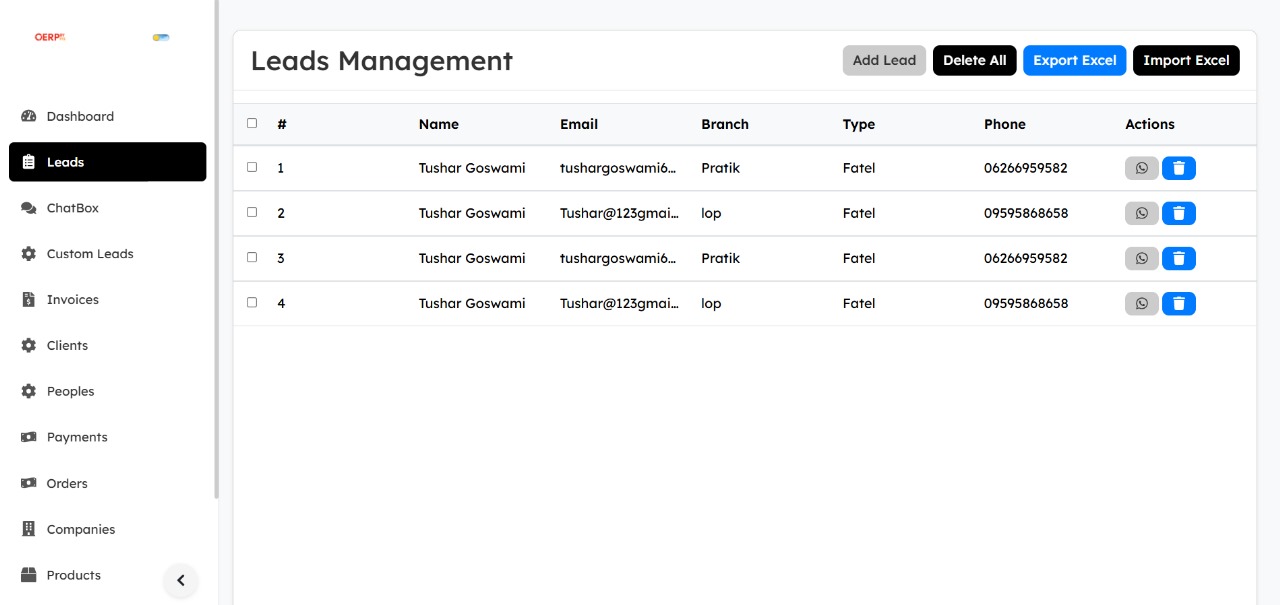 OERP
Leads Management
Add Lead Delete All Export Excel Import Excel
Dashboard
Leads
ChatBox
Custom Leads
Invoices
Clients
Peoples
Payments
Orders
Companies
Products
# Name Email Branch Type Phone Actions
1 Tushar Goswami tushargoswami6... Pratik Fatel 06266959582
2 Tushar Goswami Tushar@123gmai... lop Fatel 09595868658
3 Tushar Goswami tushargoswami6... Pratik Fatel 06266959582
4 Tushar Goswami Tushar@123gmai... lop Fatel 09595868658